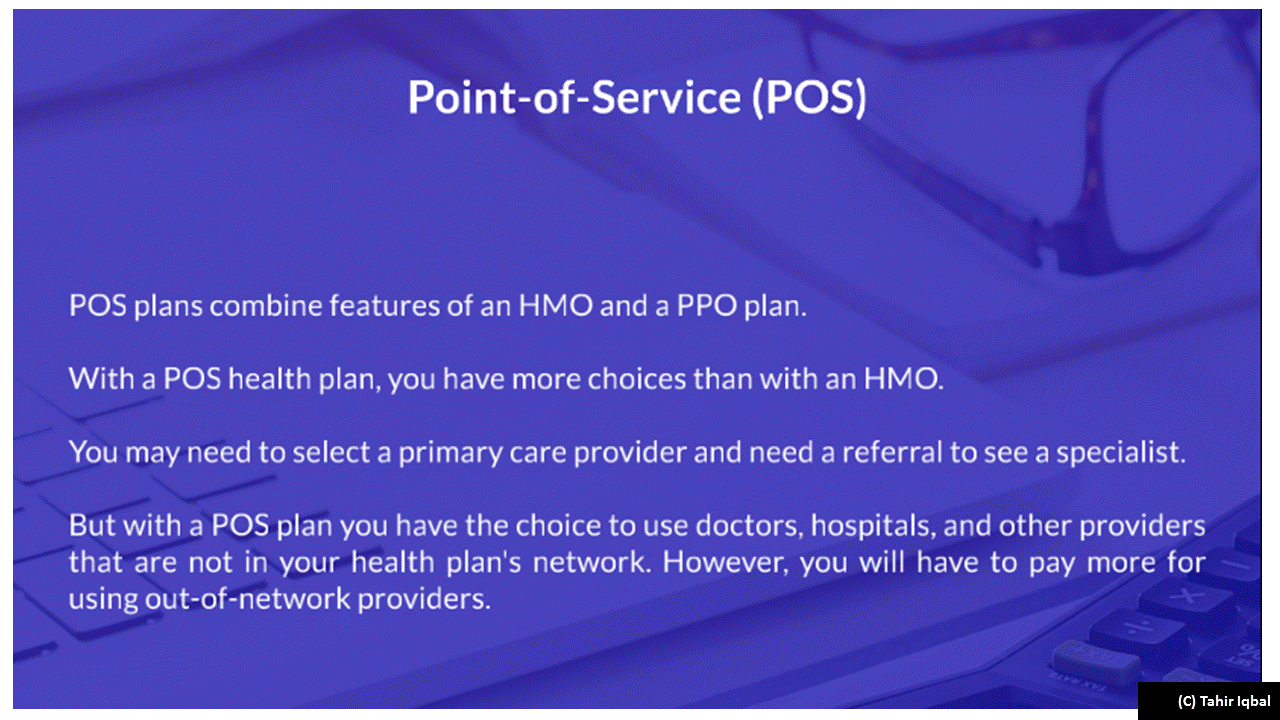 Point-of-Service (POS)
POS plans combine features of an HMO and a PPO plan.
With a POS health plan, you have more choices than with an HMO.
You may need to select a primary care provider and need a referral to see a specialist.
But with a POS plan you have the choice to use doctors, hospitals, and other providers
that are not in your health plan's network. However, you will have to pay more for
using out-of-network providers.
TAX RATE
(C) Tahir Iqbal